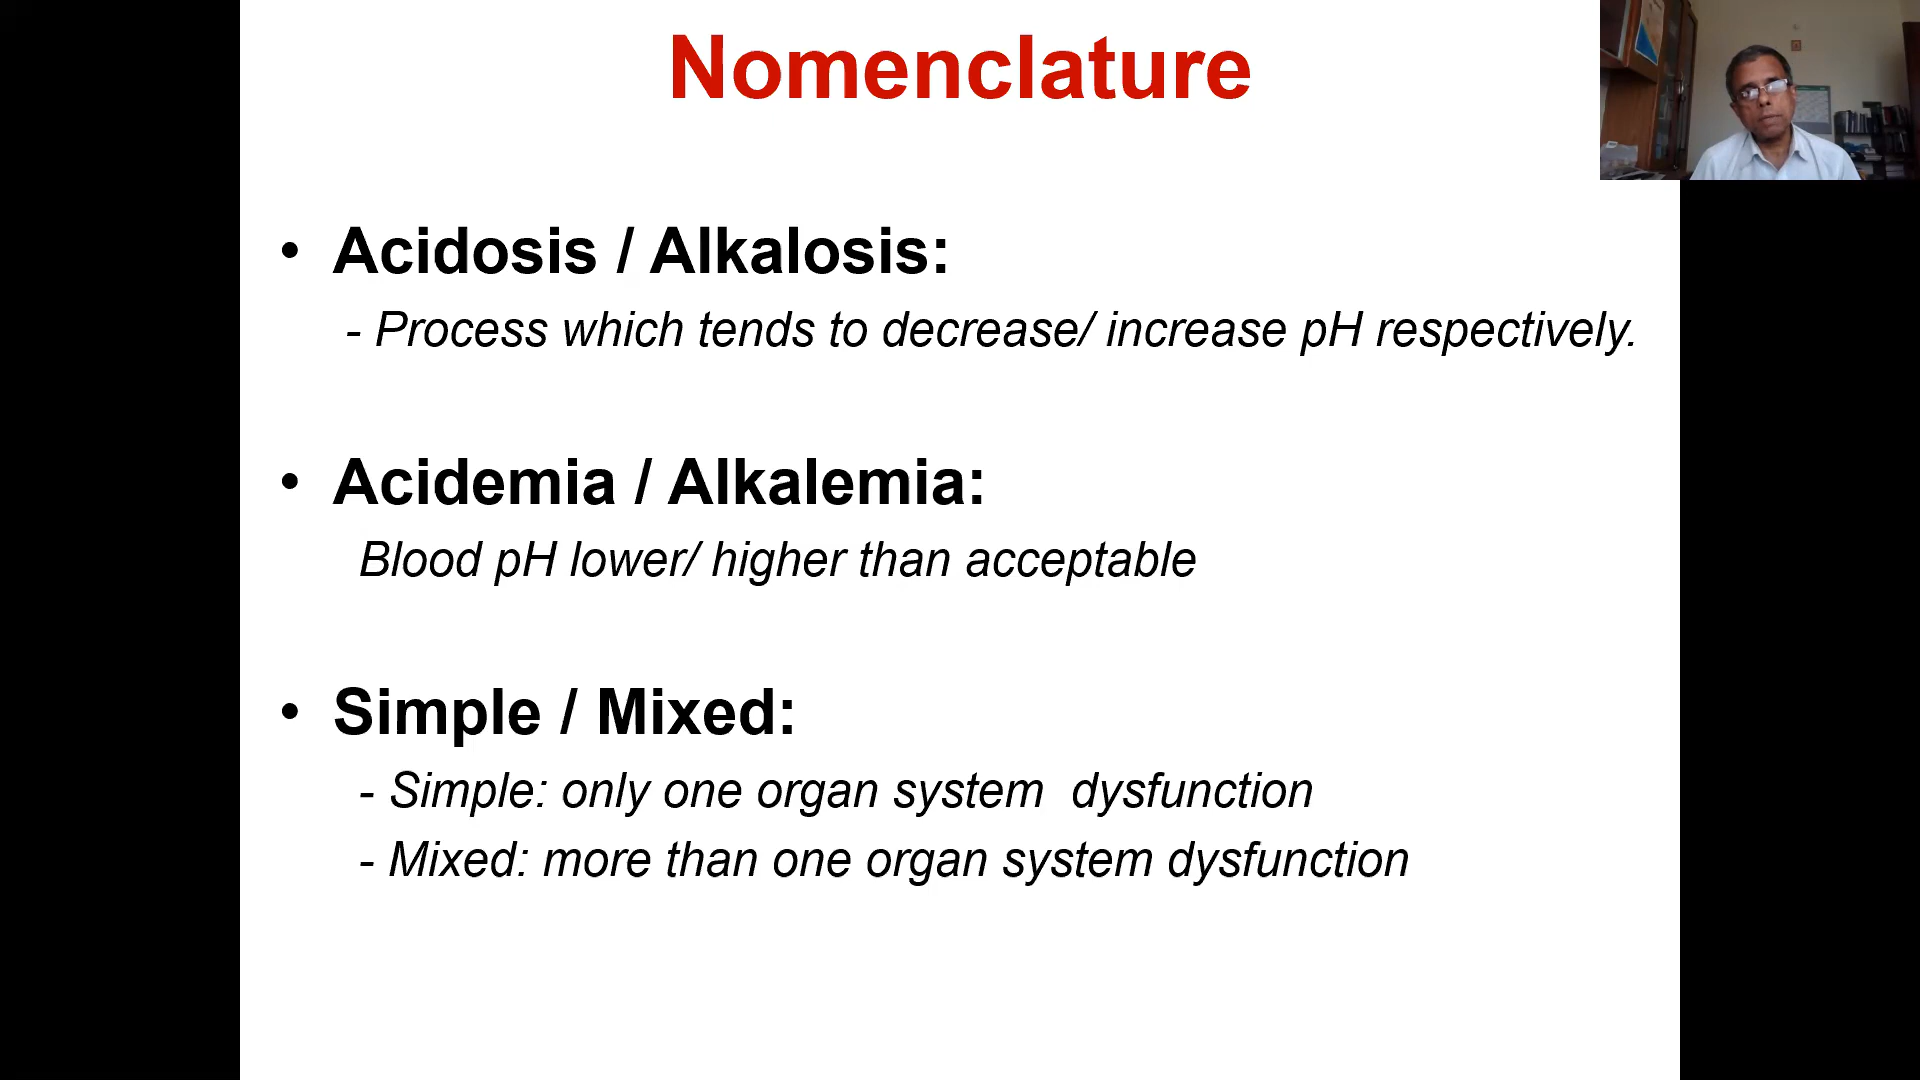 Nomenclature
• Acidosis / Alkalosis:
- Process which tends to decrease/ increase pH respectively.
• Acidemia / Alkalemia:
Blood pH lower/ higher than acceptable
• Simple / Mixed:
- Simple: only one organ system  dysfunction
- Mixed: more than one organ system dysfunction